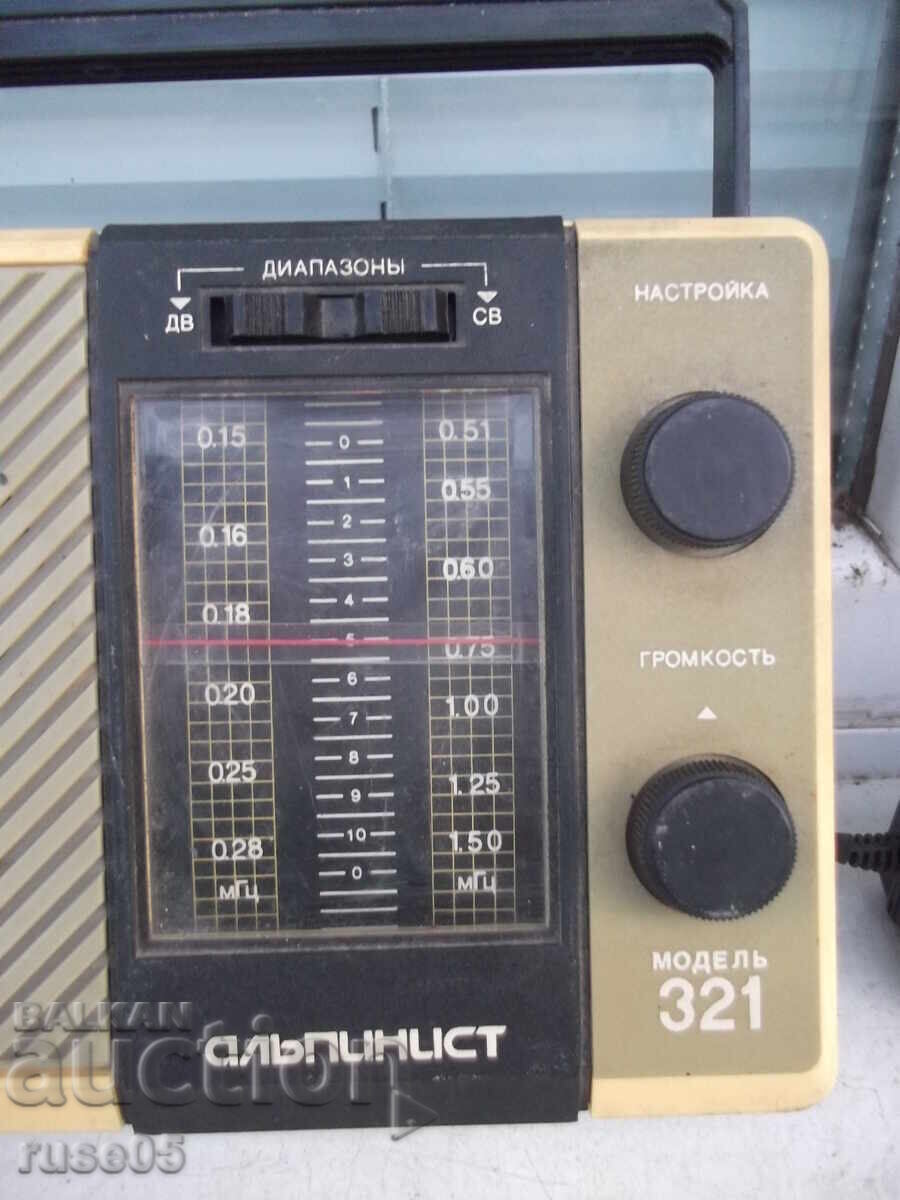 ДИАПАЗОНЫ
ДВ
СВ
НАСТРОЙКА
0.15 0 0.51
1 0.55
0.16 2
3 0.60
0.18 4
5 0.75
0.20 6 1.00
7
0.25 8 1.25
9
0.28 10 1.50
мГц 0 мГц
ГРОМКОСТЬ
МОДЕЛЬ
321
альпинист
BALKAN
auction
ruse05